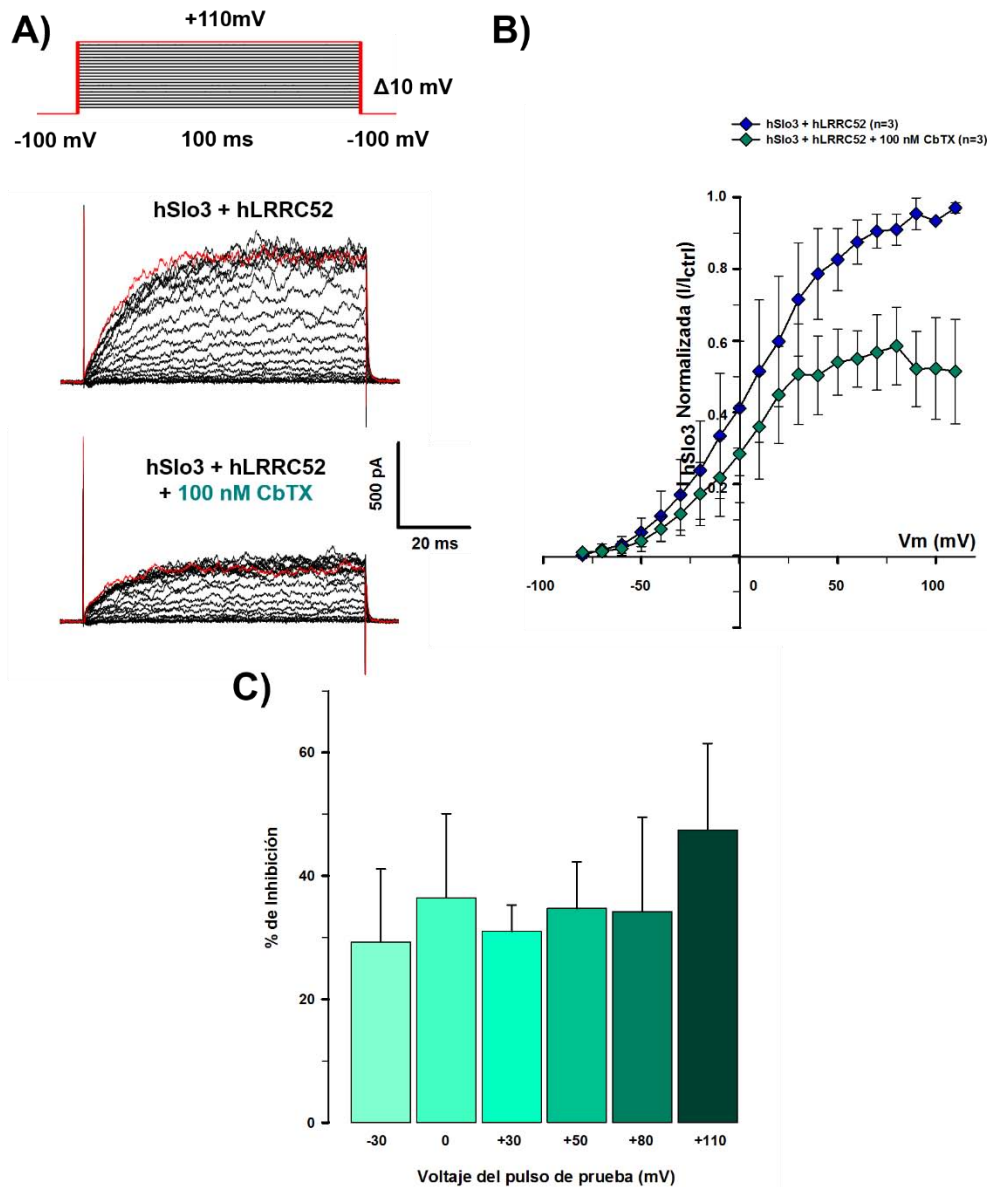 A)
+110mV
Δ10 mV
-100 mV
100 ms
-100 mV
hSlo3 + hLRRC52
hSlo3 + hLRRC52
+ 100 nM CbTX
500 pA
20 ms
B)
hSlo3 + hLRRC52 (n=3)
hSlo3 + hLRRC52 + 100 nM CbTX (n=3)
I hSlo3 Normalizada (I/Ictrl)
1.0
0.8
0.6
0.4
0.2
Vm (mV)
-100
-50
0
50
100
C)
% de Inhibición
60
40
20
0
-30
0
+30
+50
+80
+110
Voltaje del pulso de prueba (mV)